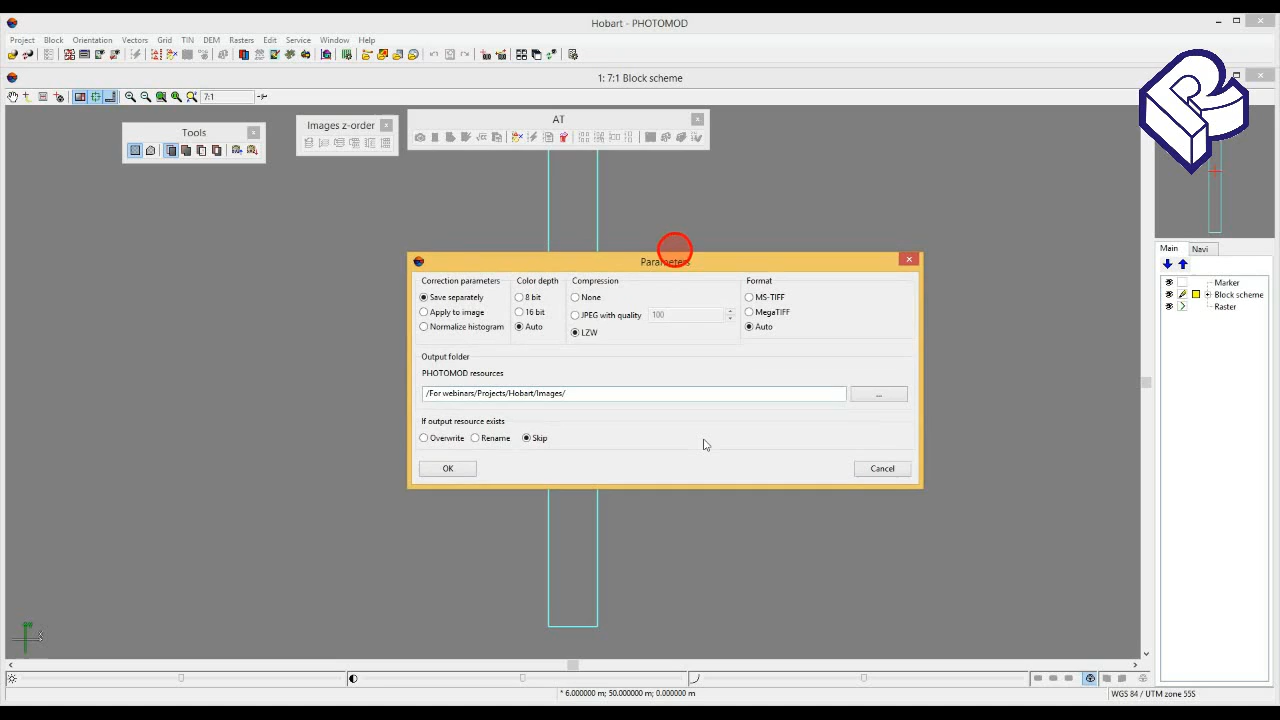 Hobart - PHOTOMOD
Project Block Orientation Vectors Grid TIN DEM Rasters Edit Service Window Help
1: 7:1 Block scheme
7:1
Tools
Images z-order
AT
Parameters
Correction parameters Color depth Compression Format
Save separately 8 bit None MS-TIFF
Apply to image 16 bit JPEG with quality 100 MegaTIFF
Normalize histogram Auto LZW Auto
Output folder
PHOTOMOD resources
/For webinars/Projects/Hobart/Images/ ...
If output resource exists
Overwrite Rename Skip
OK Cancel
Main Navi
Marker
Block scheme
Raster
* 6.000000 m; 50.000000 m; 0.000000 m
WGS 84 / UTM zone 55S